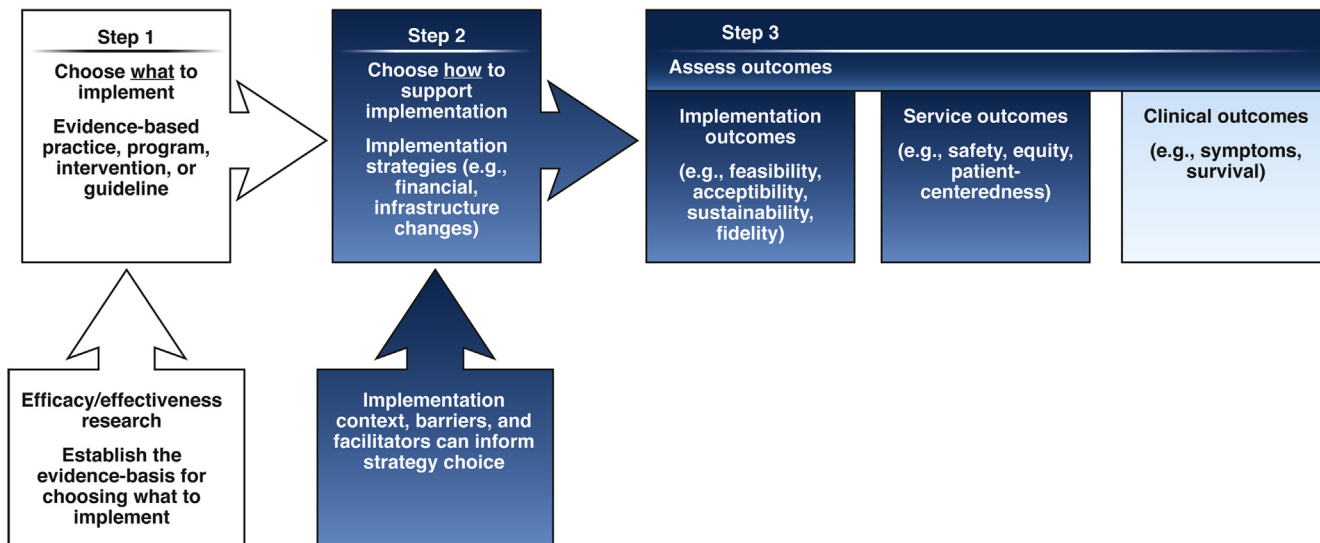 Step 1
Choose what to
implement
Evidence-based
practice, program,
intervention, or
guideline
Step 2
Choose how to
support
implementation
Implementation
strategies (e.g.,
financial,
infrastructure
changes)
Step 3
Assess outcomes
Implementation
outcomes
(e.g., feasibility,
acceptibility,
sustainability,
fidelity)
Service outcomes
(e.g., safety, equity,
patient-
centeredness)
Clinical outcomes
(e.g., symptoms,
survival)
Efficacy/effectiveness
research
Establish the
evidence-basis for
choosing what to
implement
Implementation
context, barriers, and
facilitators can inform
strategy choice